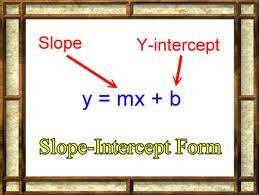 Slope Y-intercept
y = mx + b
Slope-Intercept Form